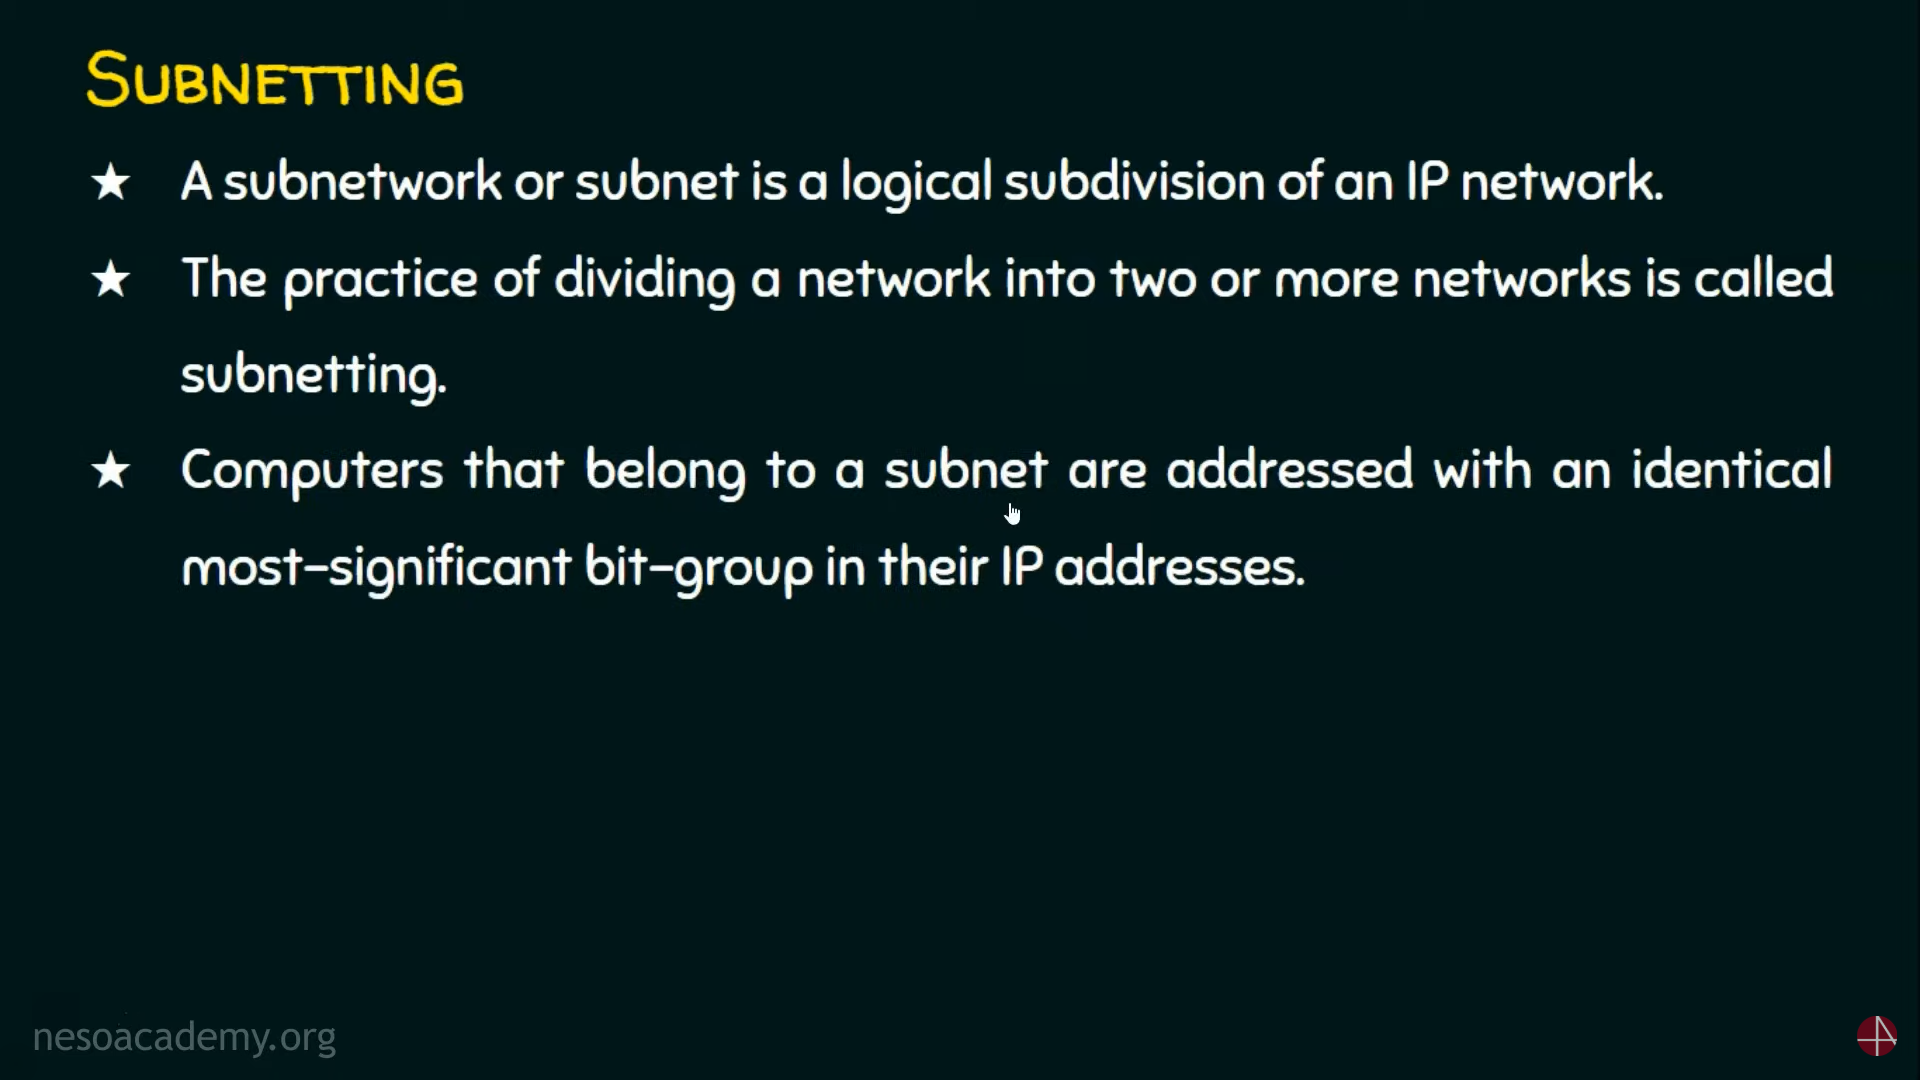 SUBNETTING
★ A subnetwork or subnet is a logical subdivision of an IP network.
★ The practice of dividing a network into two or more networks is called
subnetting.
★ Computers that belong to a subnet are addressed with an identical
most-significant bit-group in their IP addresses.
nesoacademy.org